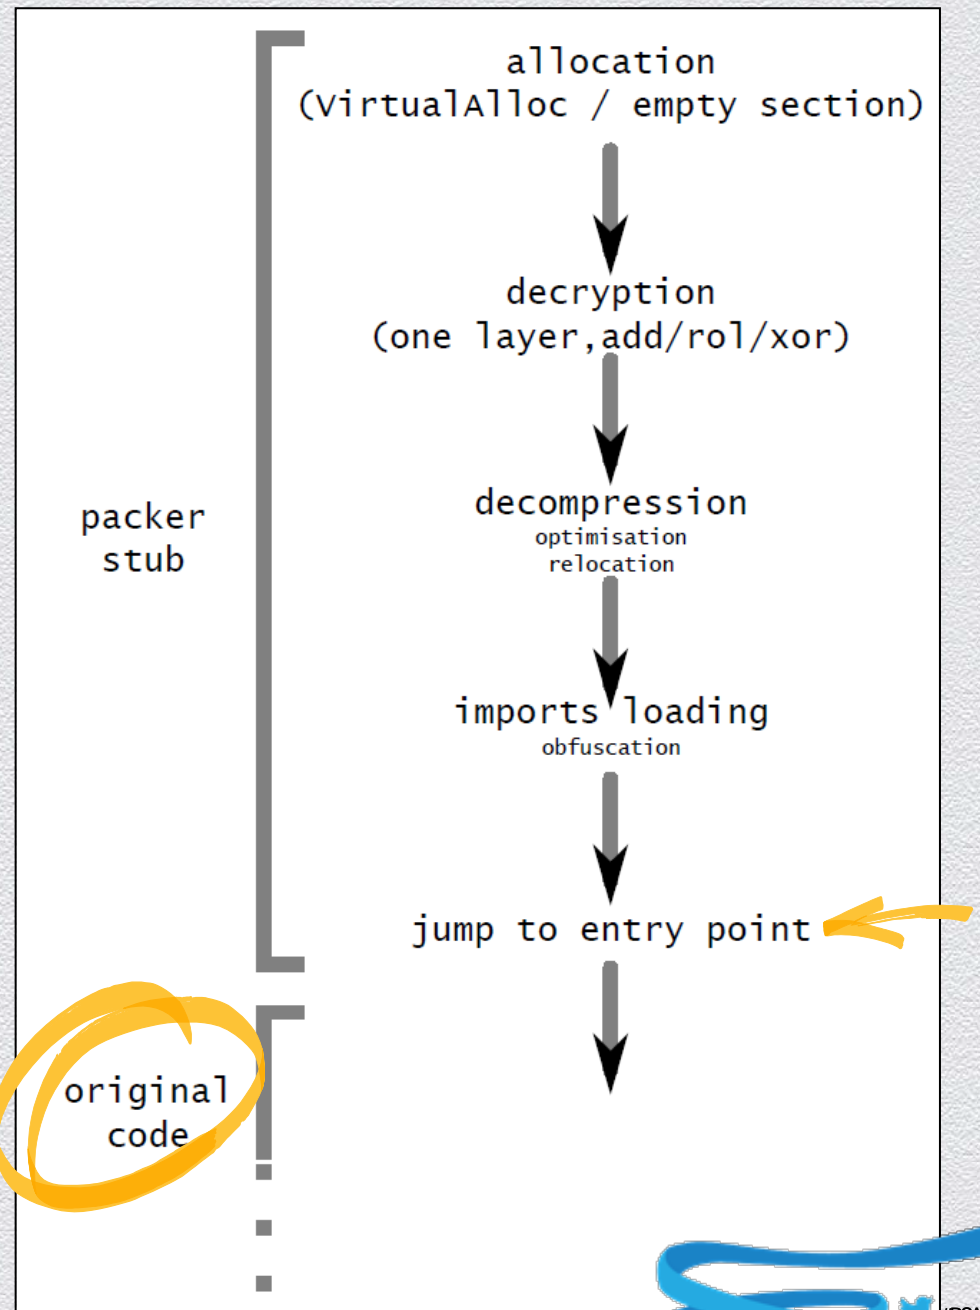 allocation
(VirtualAlloc / empty section)
decryption
(one layer,add/rol/xor)
decompression
optimisation
relocation
packer
stub
imports loading
obfuscation
jump to entry point
original
code